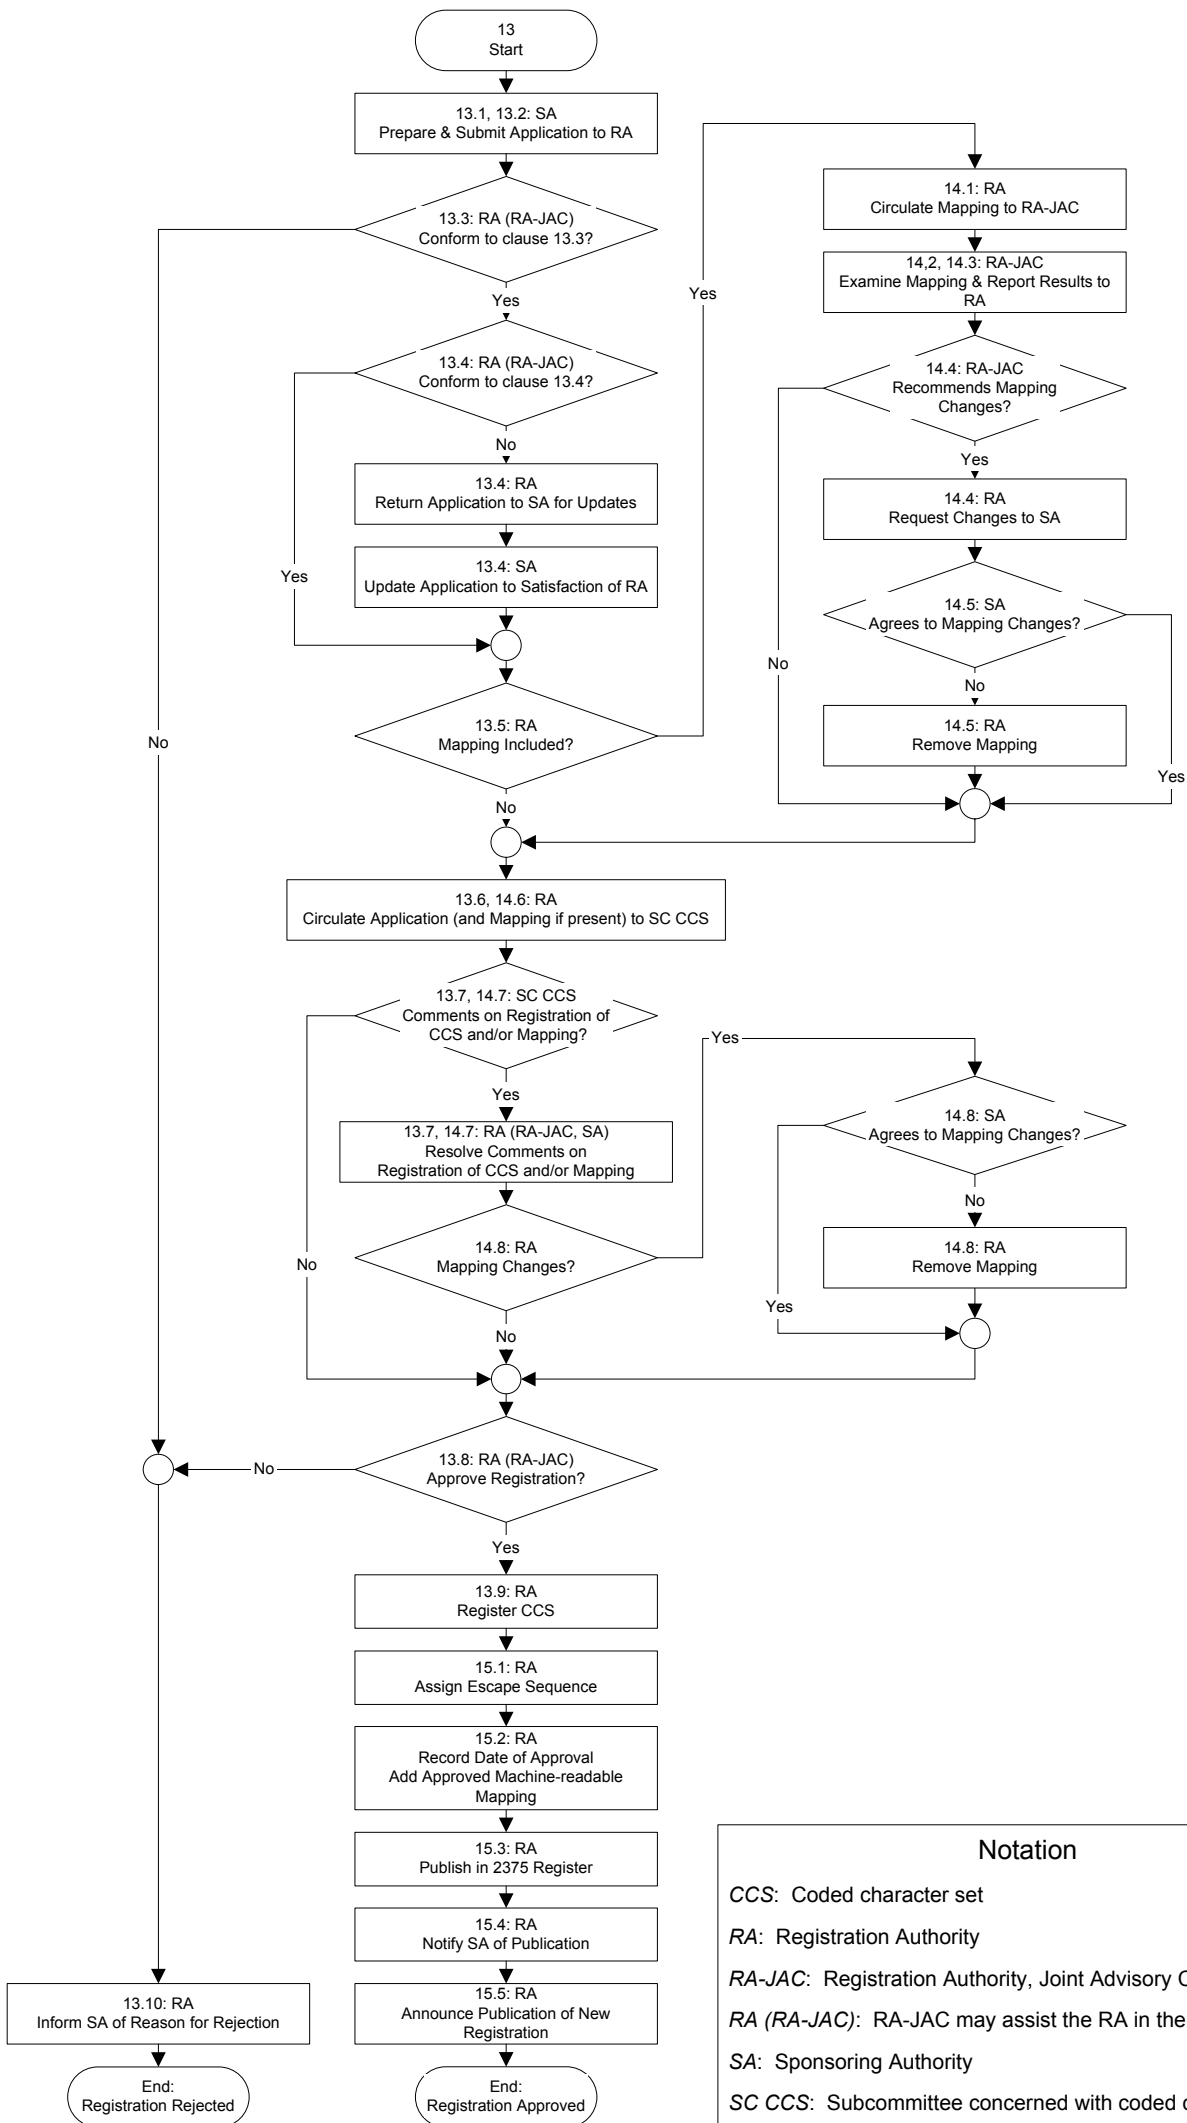 13
Start
13.1, 13.2: SA
Prepare & Submit Application to RA
13.3: RA (RA-JAC)
Conform to clause 13.3?
Yes
13.4: RA (RA-JAC)
Conform to clause 13.4?
No
13.4: RA
Return Application to SA for Updates
13.4: SA
Update Application to Satisfaction of RA
Yes
13.5: RA
Mapping Included?
No
No
Yes
14.1: RA
Circulate Mapping to RA-JAC
14,2, 14.3: RA-JAC
Examine Mapping & Report Results to
RA
14.4: RA-JAC
Recommends Mapping
Changes?
Yes
14.4: RA
Request Changes to SA
14.5: SA
Agrees to Mapping Changes?
No
No
14.5: RA
Remove Mapping
Yes
13.6, 14.6: RA
Circulate Application (and Mapping if present) to SC CCS
13.7, 14.7: SC CCS
Comments on Registration of
CCS and/or Mapping?
Yes
13.7, 14.7: RA (RA-JAC, SA)
Resolve Comments on
Registration of CCS and/or Mapping
14.8: RA
Mapping Changes?
No
No
Yes
14.8: SA
Agrees to Mapping Changes?
No
14.8: RA
Remove Mapping
Yes
13.8: RA (RA-JAC)
Approve Registration?
No
Yes
13.9: RA
Register CCS
15.1: RA
Assign Escape Sequence
15.2: RA
Record Date of Approval
Add Approved Machine-readable
Mapping
15.3: RA
Publish in 2375 Register
15.4: RA
Notify SA of Publication
15.5: RA
Announce Publication of New
Registration
End:
Registration Approved
13.10: RA
Inform SA of Reason for Rejection
End:
Registration Rejected
Notation
CCS: Coded character set
RA: Registration Authority
RA-JAC: Registration Authority, Joint Advisory
RA (RA-JAC): RA-JAC may assist the RA in the
SA: Sponsoring Authority
SC CCS: Subcommittee concerned with coded